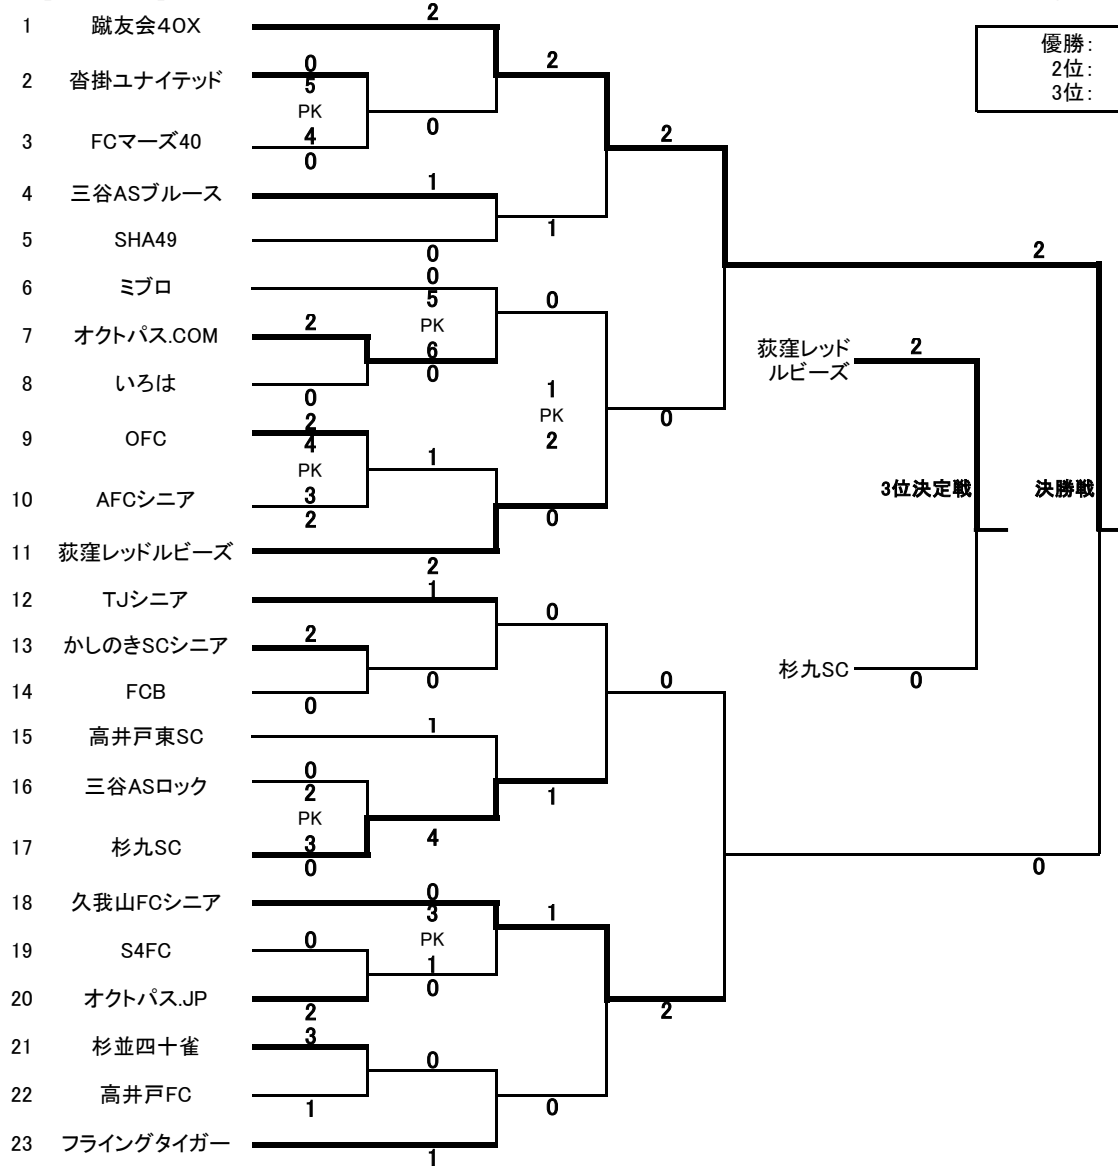 2
1 蹴友会40X
優勝:
2位:
3位:
0
2
2 沓掛ユナイテッド
5
PK
4
0
2
3 FCマーズ40
0
1
4 三谷ASブルース
1
5 SHA49
0
2
0
6 ミブロ
5
0
2
PK
7 オクトパス.COM
荻窪レッド
ルビーズ
2
6
0
8 いろは
0
1
PK
2
0
2
9 OFC
4
1
PK
3
10 AFCシニア
2
0
3位決定戦
決勝戦
11 荻窪レッドルビーズ
2
1
12 TJシニア
0
2
13 かしのきSCシニア
杉九SC
0
0
0
14 FCB
0
1
15 高井戸東SC
0
16 三谷ASロック
2
1
PK
3
4
17 杉九SC
0
0
0
18 久我山FCシニア
3
1
0
PK
19 S4FC
1
0
20 オクトパス.JP
2
2
3
21 杉並四十雀
0
22 高井戸FC
1
0
23 フライングタイガー
1